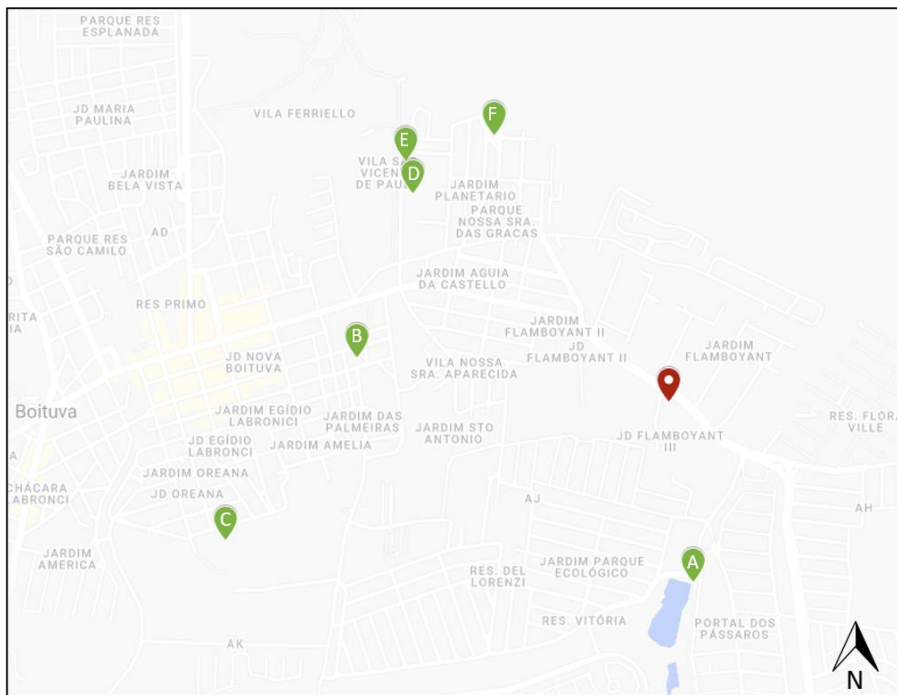 PARQUE RES
ESPLANADA
JD MARIA
PAULINA
VILA FERRIELLO
F
E
VILA
VICEN
DE PAU
D
JARDIM
BELA VISTA
JARDIM
PLANETARIO
PARQUE
NOSSA SRA.
DAS GRACAS
AD
PARQUE RES
SÃO CAMILO
JARDIM AGUIA
DA CASTELLO
RES PRIMO
RITA
JARDIM
FLAMBOYANT II
JD
FLAMBOYANT II
JARDIM
FLAMBOYANT
B
JD NOVA
BOITUVA
VILA NOSSA
SRA. APARECIDA
Boituva
JARDIM EGÍDIO
LABRONICI
JARDIM DAS
PALMEIRAS
JARDIM STO
ANTONIO
RES. FLORA
VILLE
JD EGÍDIO
LABRONCI
JARDIM AMELIA
JD FLAMBOYANT
III
JARDIM OREANA
CHÁCARA
LABRONCI
JD OREANA
AJ
AH
C
JARDIM
AMERICA
A
RES. DEL
LORENZI
JARDIM PARQUE
ECOLÓGICO
RES. VITÓRIA
PORTAL DOS
PÁSSAROS
AK
N